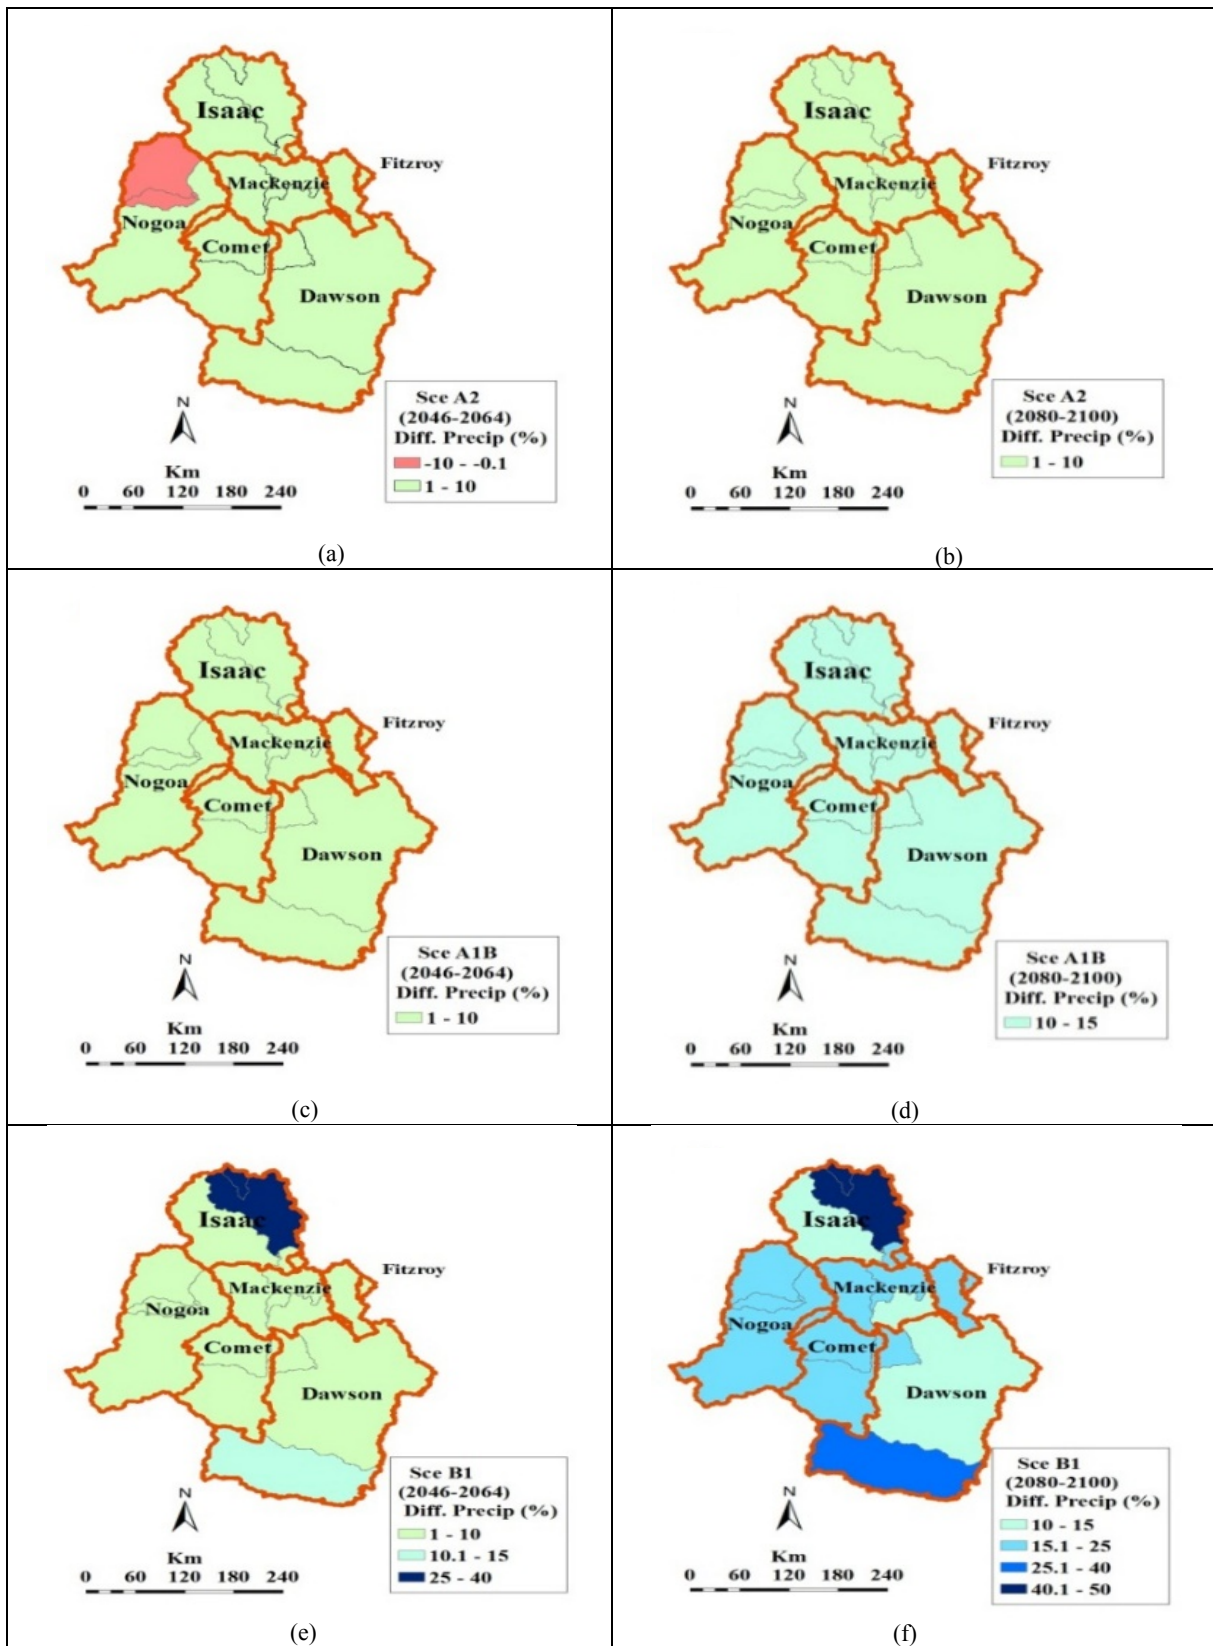 Isaac
Fitzroy
Mackenzie
Nogoa
Comet
Dawson
N
Km
0 60 120 180 240
Sce A2
(2046-2064)
Diff. Precip (%)
-10 - -0.1
1 - 10
(a)
Isaac
Fitzroy
Mackenzie
Nogoa
Comet
Dawson
N
Km
0 60 120 180 240
Sce A2
(2080-2100)
Diff. Precip (%)
1 - 10
(b)
Isaac
Fitzroy
Mackenzie
Nogoa
Comet
Dawson
N
Km
0 60 120 180 240
Sce A1B
(2046-2064)
Diff. Precip (%)
1 - 10
(c)
Isaac
Fitzroy
Mackenzie
Nogoa
Comet
Dawson
N
Km
0 60 120 180 240
Sce A1B
(2080-2100)
Diff. Precip (%)
10 - 15
(d)
Isaac
Fitzroy
Mackenzie
Nogoa
Comet
Dawson
N
Km
0 60 120 180 240
Sce B1
(2046-2064)
Diff. Precip (%)
1 - 10
10.1 - 15
25 - 40
(e)
Isaac
Fitzroy
Mackenzie
Nogoa
Comet
Dawson
N
Km
0 60 120 180 240
Sce B1
(2080-2100)
Diff. Precip (%)
10 - 15
15.1 - 25
25.1 - 40
40.1 - 50
(f)